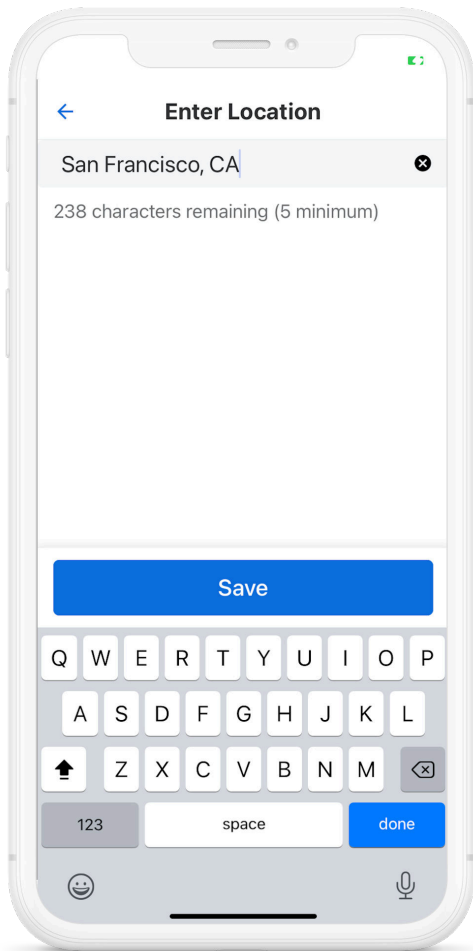 Enter Location
San Francisco, CA
238 characters remaining (5 minimum)
Save
Q W E R T Y U I O P
A S D F G H J K L
Z X C V B N M
123 space done